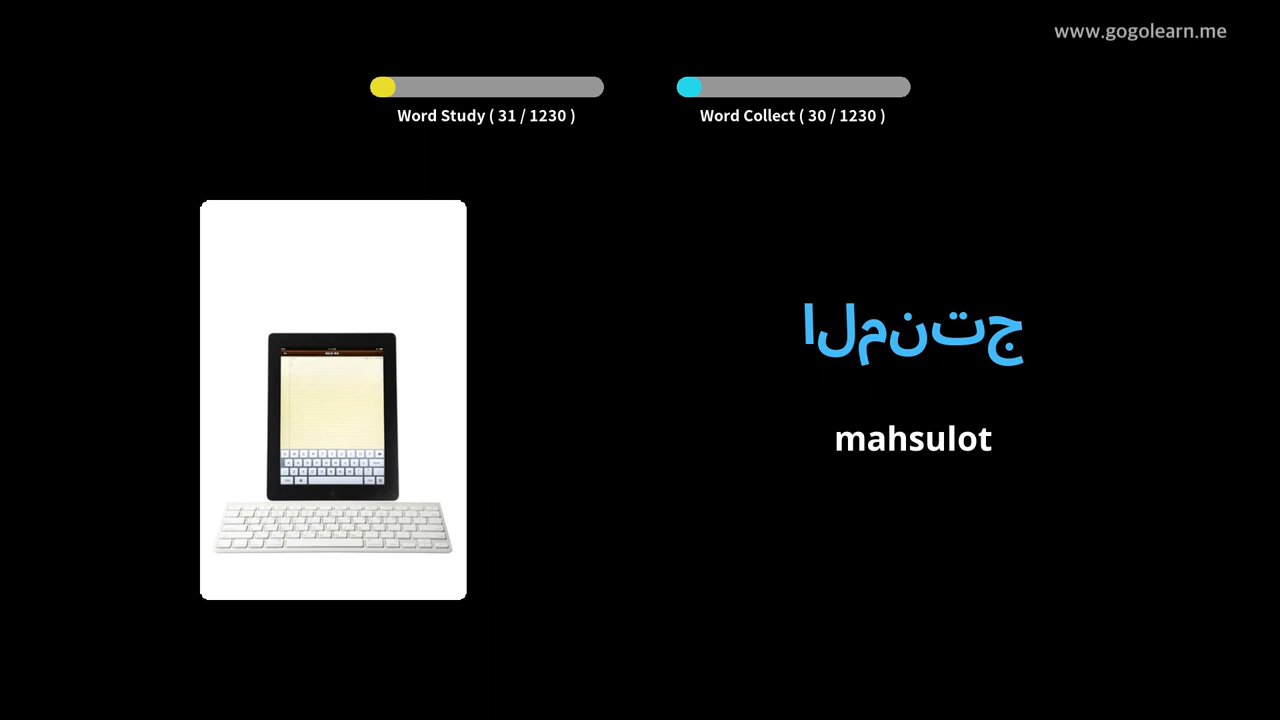 www.gogolearn.me
Word Study ( 31 / 1230 )
Word Collect ( 30 / 1230 )
المنتج
mahsulot